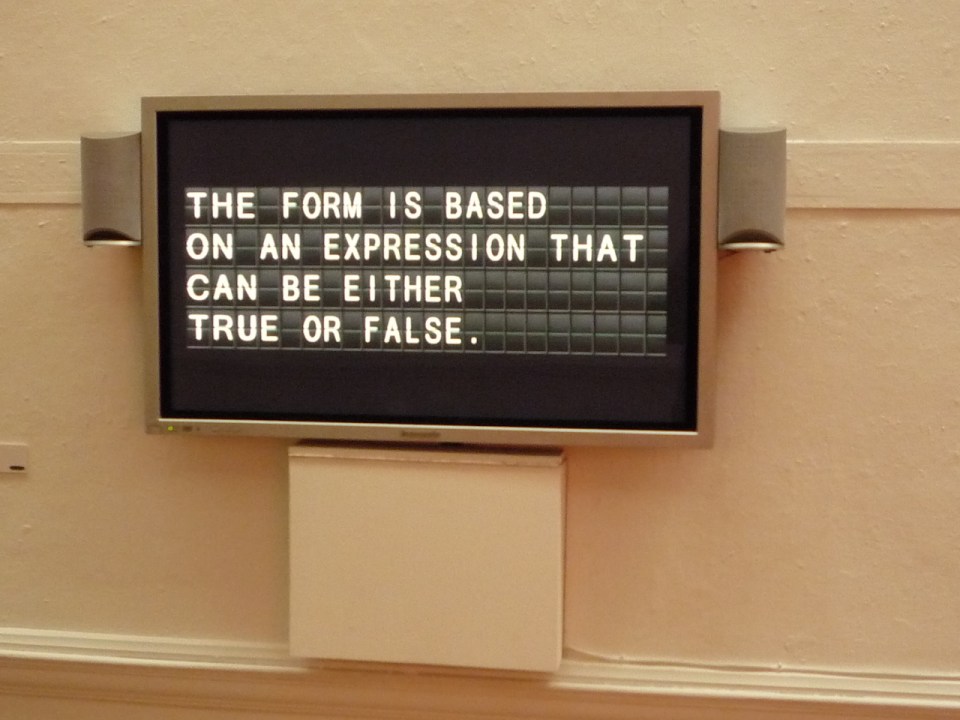 THE FORM IS BASED
ON AN EXPRESSION THAT
CAN BE EITHER
TRUE OR FALSE.